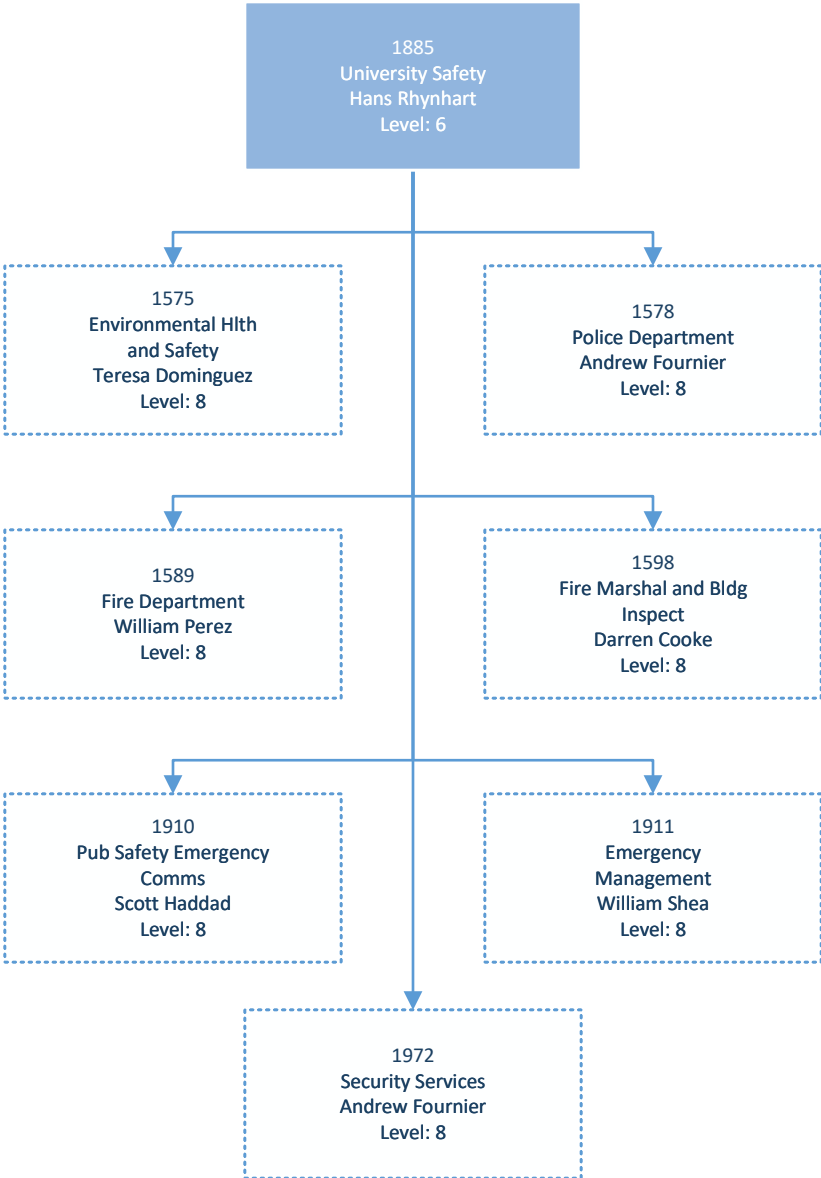 1885
University Safety
Hans Rhynhart
Level: 6
1575
Environmental Hlth
and Safety
Teresa Dominguez
Level: 8
1578
Police Department
Andrew Fournier
Level: 8
1589
Fire Department
William Perez
Level: 8
1598
Fire Marshal and Bldg
Inspect
Darren Cooke
Level: 8
1910
Pub Safety Emergency
Comms
Scott Haddad
Level: 8
1911
Emergency
Management
William Shea
Level: 8
1972
Security Services
Andrew Fournier
Level: 8